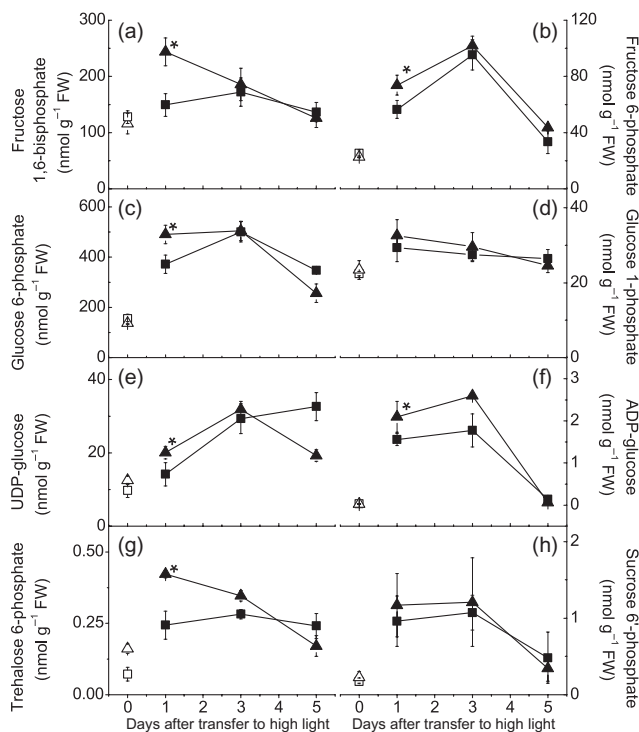 (a)
Fructose
1,6-bisphosphate
(nmol g⁻¹ FW)
300
200
100
0
*
(b)
Fructose 6-phosphate
(nmol g⁻¹ FW)
120
80
40
0
*
(c)
Glucose 6-phosphate
(nmol g⁻¹ FW)
600
400
200
0
*
(d)
Glucose 1-phosphate
(nmol g⁻¹ FW)
40
20
0
(e)
UDP-glucose
(nmol g⁻¹ FW)
40
20
0
*
(f)
ADP-glucose
(nmol g⁻¹ FW)
3
2
1
0
*
(g)
Trehalose 6-phosphate
(nmol g⁻¹ FW)
0.50
0.25
0.00
*
(h)
Sucrose 6'-phosphate
(nmol g⁻¹ FW)
2
1
0
0 1 2 3 4 5
Days after transfer to high light
0 1 2 3 4 5
Days after transfer to high light